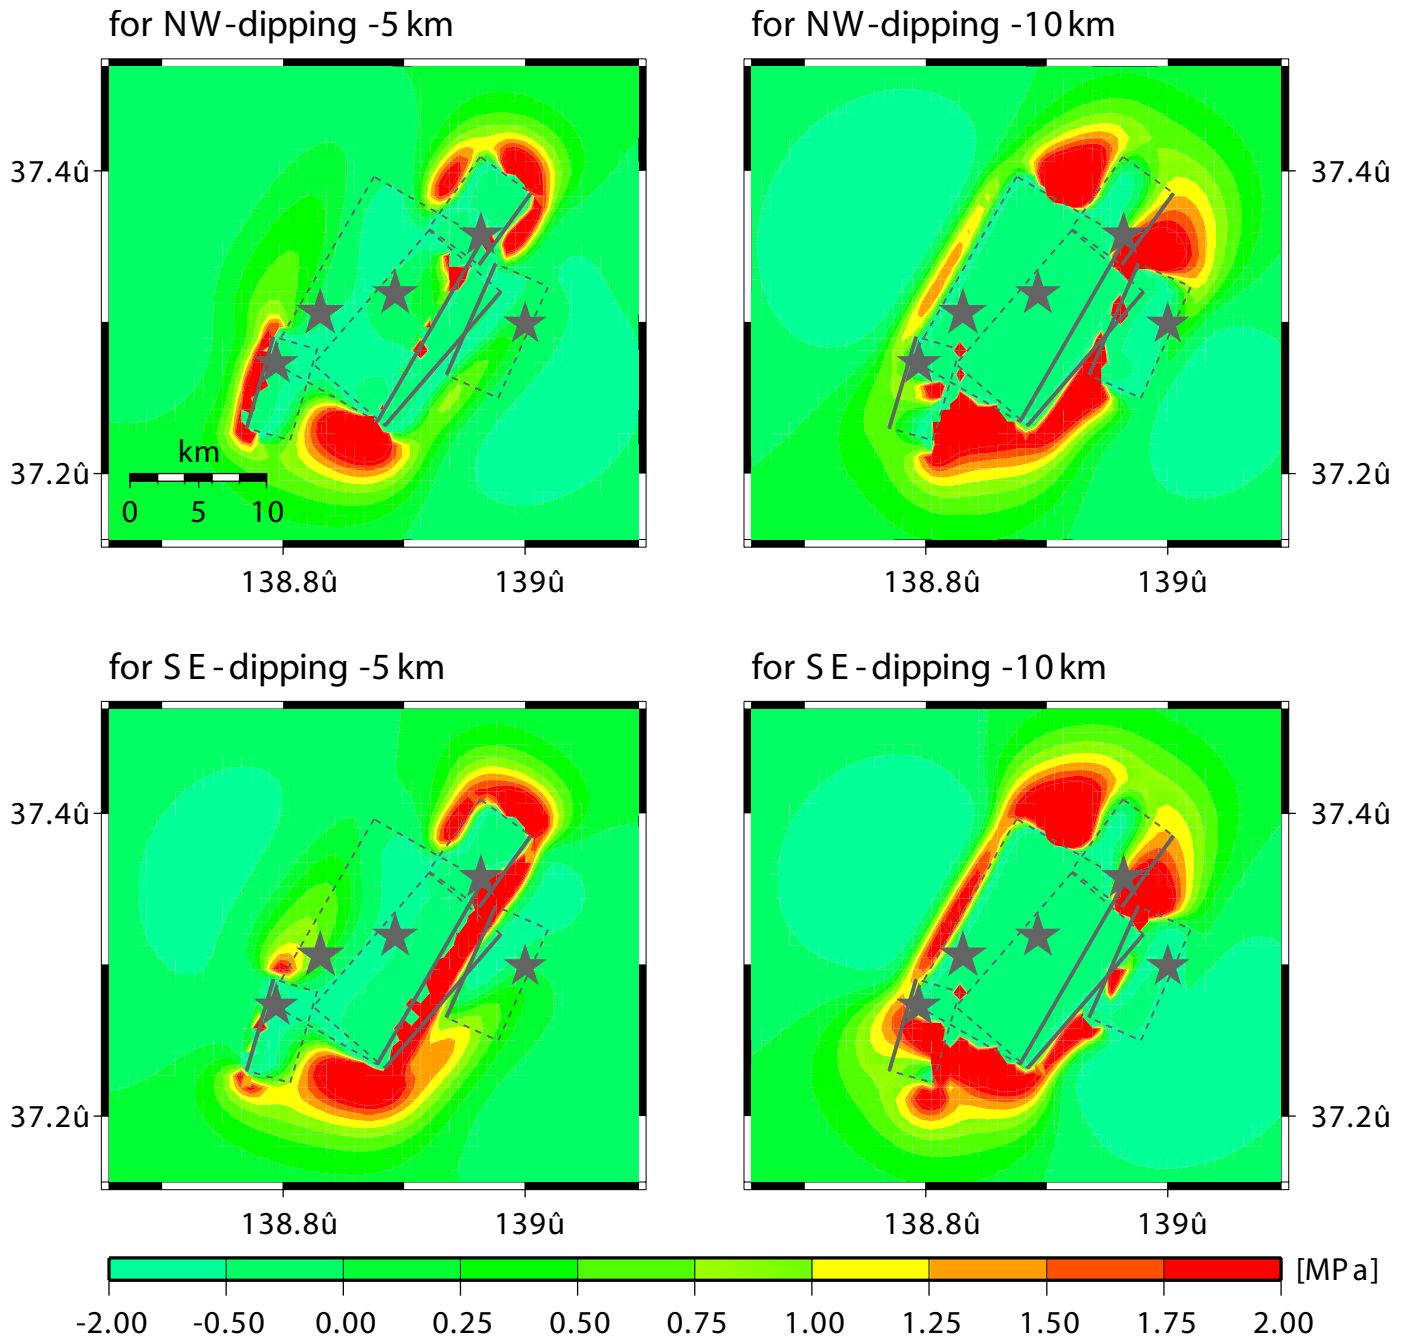 for NW-dipping -5 km
for NW-dipping -10 km
37.4û
37.4û
km
0 5 10
37.2û
37.2û
138.8û 139û
138.8û 139û
for SE-dipping -5 km
for SE-dipping -10 km
37.4û
37.4û
37.2û
37.2û
138.8û 139û
138.8û 139û
[MPa]
-2.00 -0.50 0.00 0.25 0.50 0.75 1.00 1.25 1.50 1.75 2.00